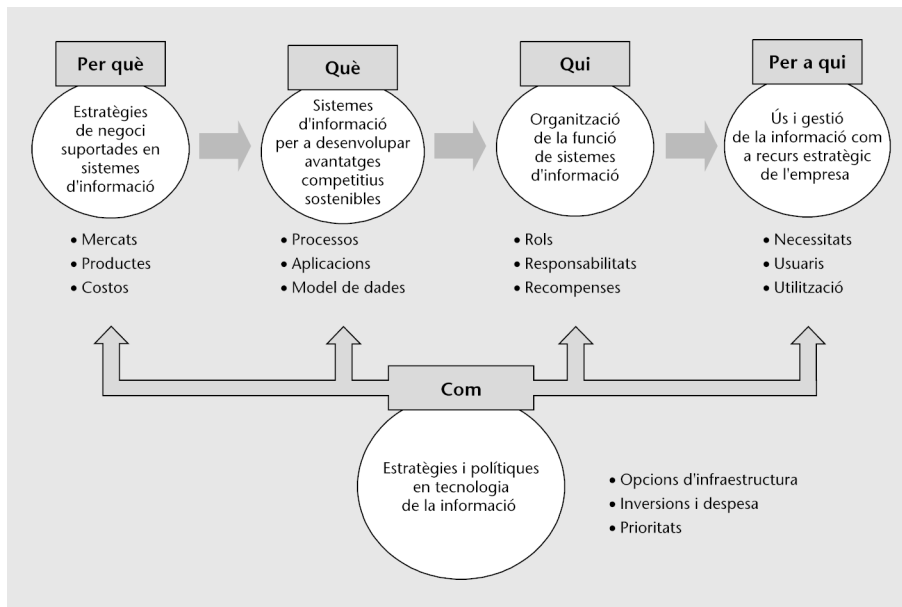 Per què
Estratègies
de negoci
suportades en
sistemes
d'informació
• Mercats
• Productes
• Costos
Què
Sistemes
d'informació
per a desenvolupar
avantatges
competitius
sostenibles
• Processos
• Aplicacions
• Model de dades
Qui
Organització
de la funció
de sistemes
d'informació
• Rols
• Responsabilitats
• Recompenses
Per a qui
Ús i gestió
de la informació com
a recurs estratègic
de l'empresa
• Necessitats
• Usuaris
• Utilització
Com
Estratègies i polítiques
en tecnologia
de la informació
• Opcions d'infraestructura
• Inversions i despesa
• Prioritats